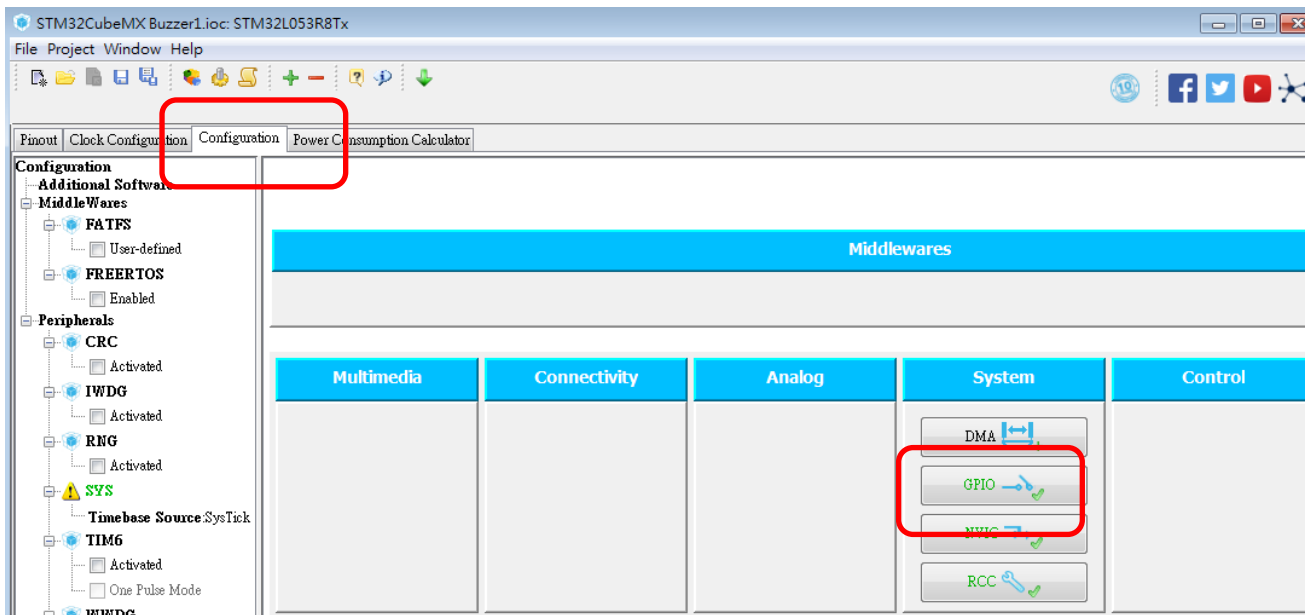 STM32CubeMX Buzzer1.ioc: STM32L053R8Tx
File Project Window Help
10
Pinout Clock Configuration Configuration Power Consumption Calculator
Configuration
Additional Software
MiddleWares
FATFS
User-defined
FREERTOS
Enabled
Peripherals
CRC
Activated
IWDG
Activated
RNG
Activated
SYS
Timebase Source:SysTick
TIM6
Activated
One Pulse Mode
WWDG
Middlewares
Multimedia Connectivity Analog System Control
DMA
GPIO
NVIC
RCC